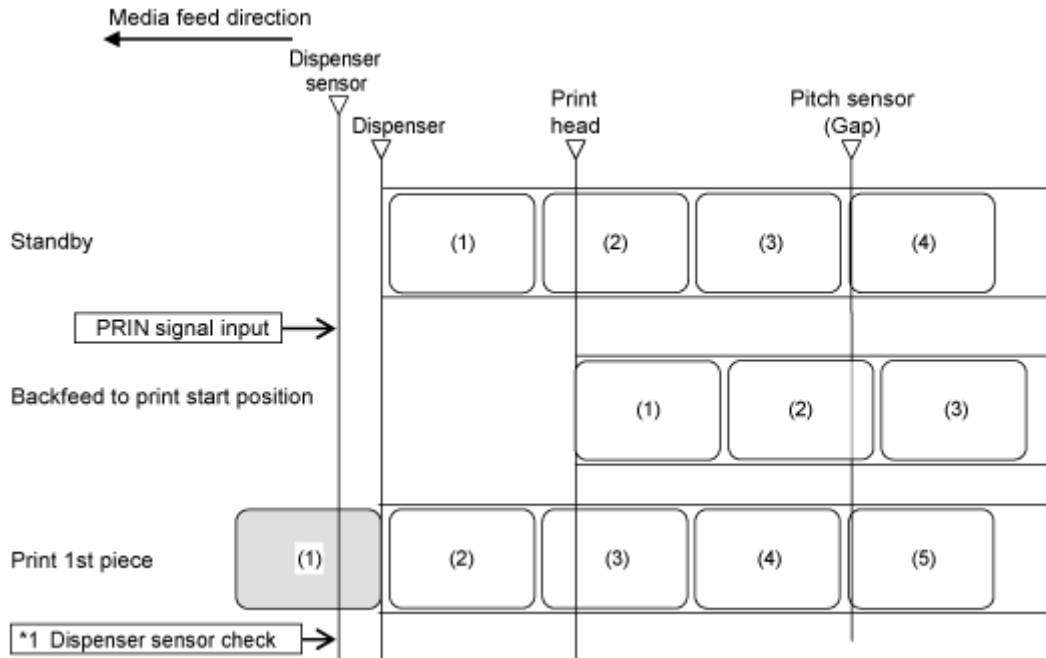 Media feed direction
Dispenser
sensor
Dispenser
Print
head
Pitch sensor
(Gap)
Standby
(1)
(2)
(3)
(4)
PRIN signal input
Backfeed to print start position
(1)
(2)
(3)
Print 1st piece
(1)
(2)
(3)
(4)
(5)
*1 Dispenser sensor check